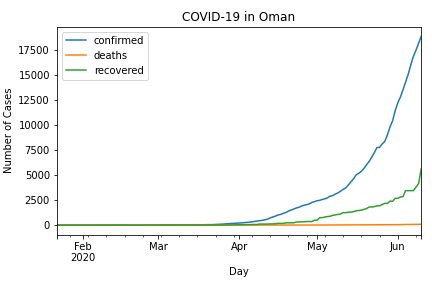 COVID-19 in Oman
confirmed
deaths
recovered
Number of Cases
17500
15000
12500
10000
7500
5000
2500
0
Feb
2020
Mar
Apr
May
Jun
Day